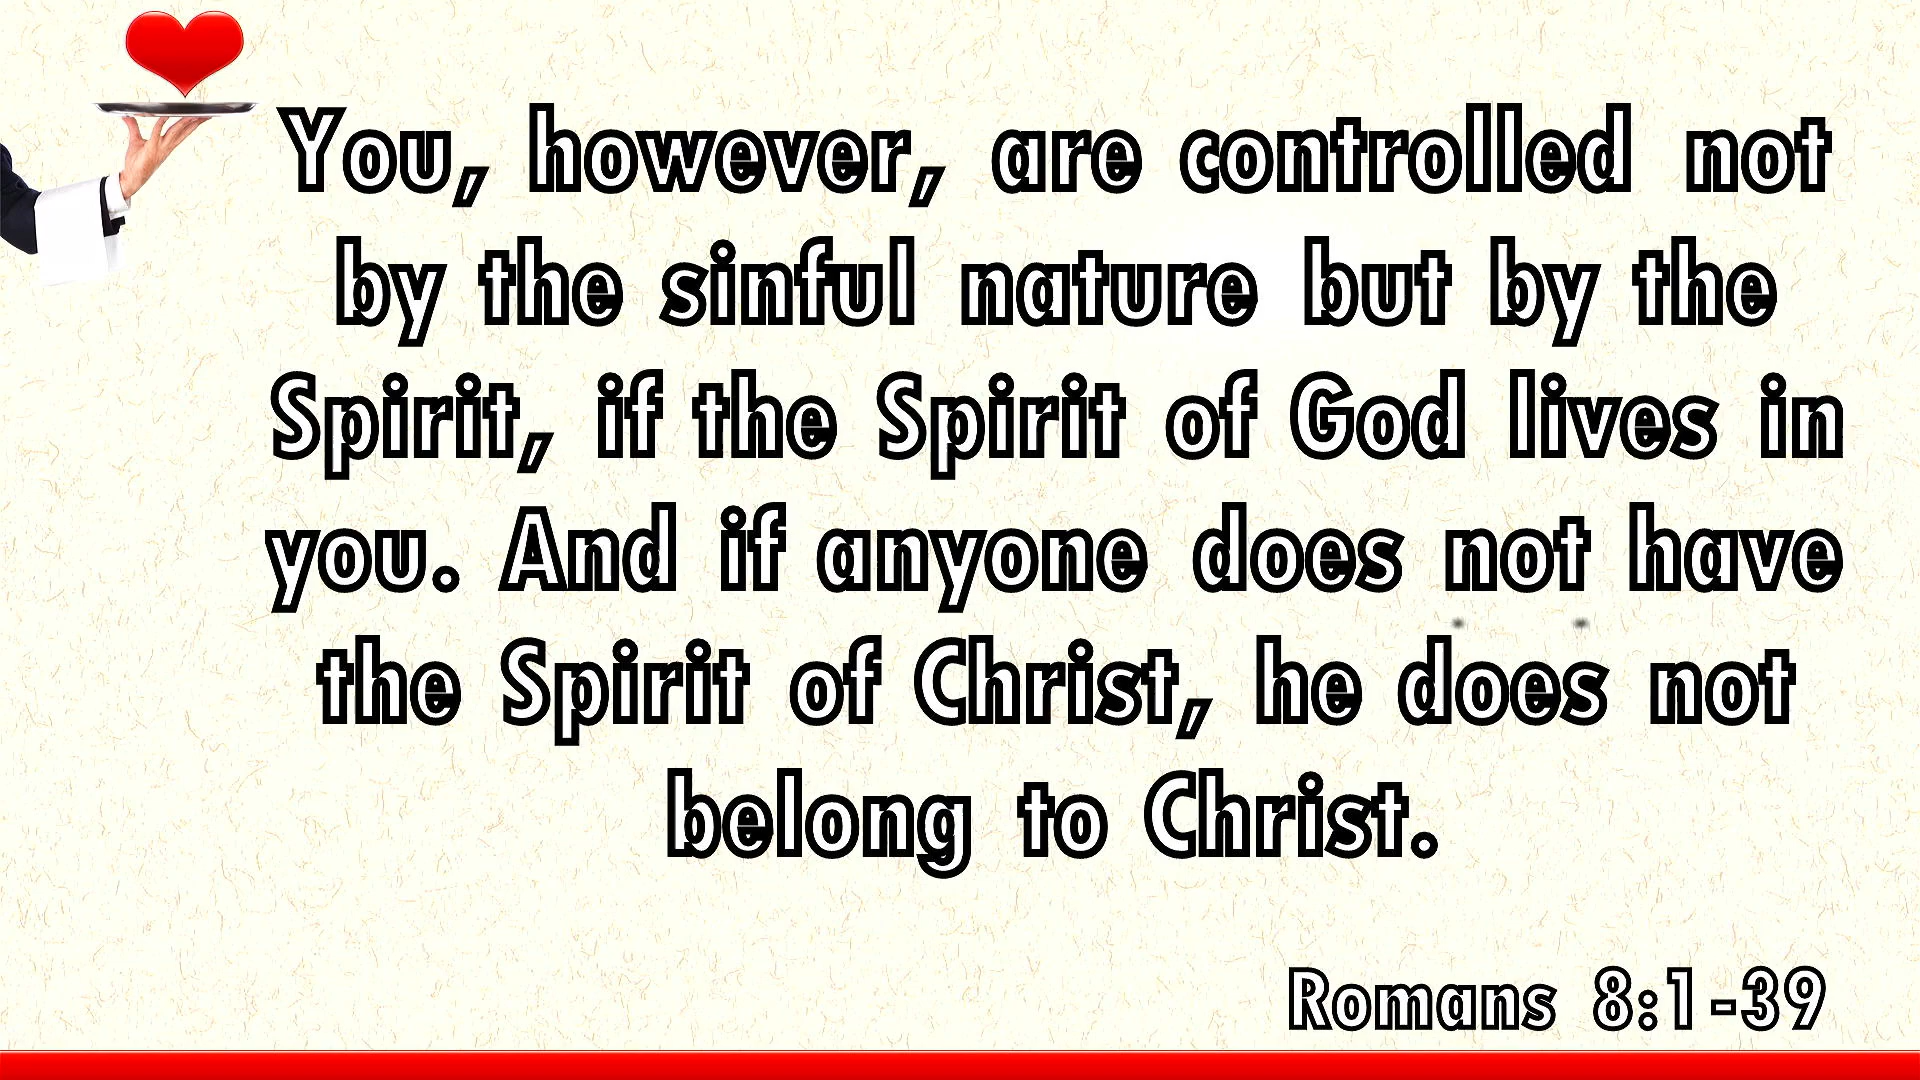 You, however, are controlled not
by the sinful nature but by the
Spirit, if the Spirit of God lives in
you. And if anyone does not have
the Spirit of Christ, he does not
belong to Christ.
Romans 8:1-39